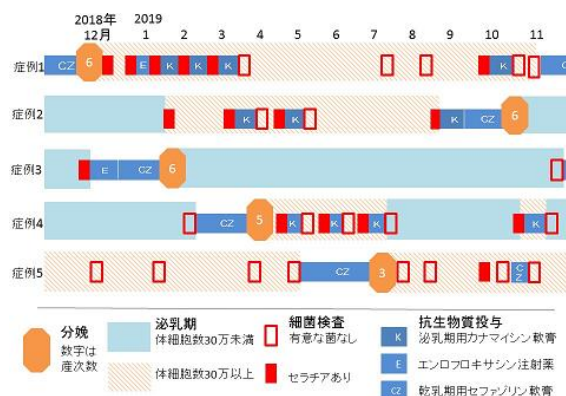 2018年 2019
12 1 2 3 4 5 6 7 8 9 10 11
月
症例1 CZ 6 E K K K K
症例2 K K K CZ 6
症例3 E CZ 6
症例4 CZ 5 K K K K
症例5 CZ 3 CZ
分娩
数字は
産次数
泌乳期
体細胞数30万未満
体細胞数30万以上
細菌検査
有意な菌なし
セラチアあり
抗生物質投与
K 泌乳期用カナマイシン軟膏
E エンロフロキサシン注射薬
CZ 乾乳期用セファゾリン軟膏